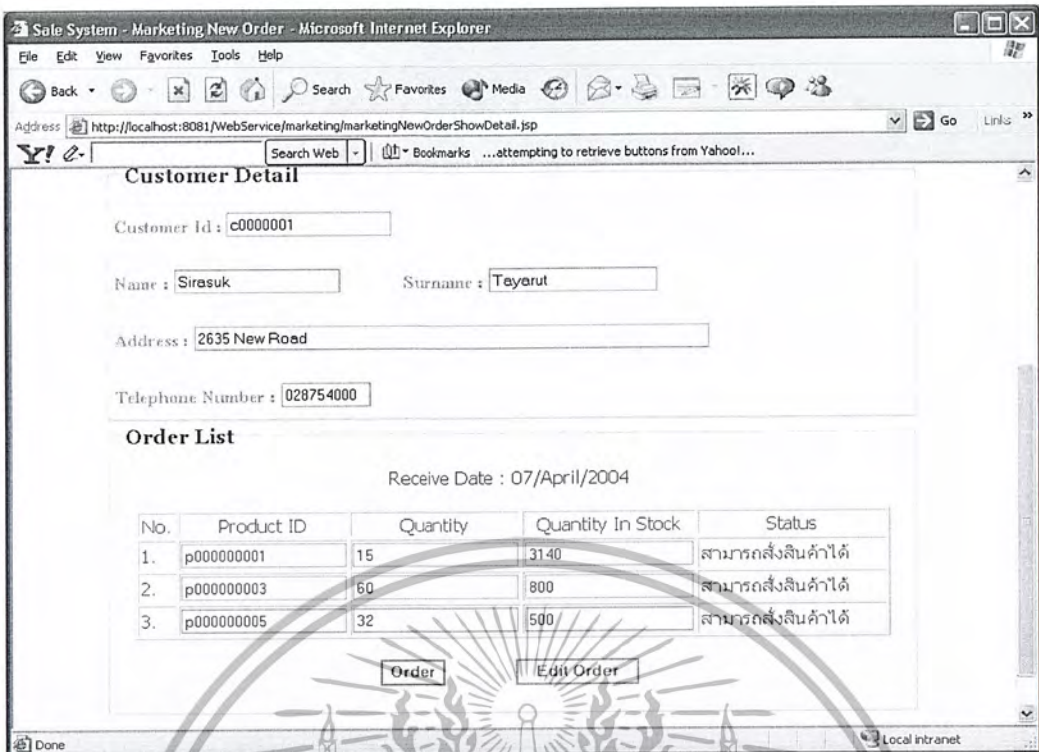 Sale System - Marketing New Order - Microsoft Internet Explorer
File Edit View Favorites Tools Help
Back Search Favorites Media
Address http://localhost:8081/WebService/marketing/marketingNewOrderShowDetail.jsp Go Links »
Y! Search Web Bookmarks ...attempting to retrieve buttons from Yahoo!...
Customer Detail
Customer Id : c0000001
Name : Sirasuk Surname : Tayarut
Address : 2635 New Road
Telephone Number : 028754000
Order List
Receive Date : 07/April/2004
No. Product ID Quantity Quantity In Stock Status
1. p000000001 15 3140 สามารถสั่งสินค้าได้
2. p000000003 60 800 สามารถสั่งสินค้าได้
3. p000000005 32 500 สามารถสั่งสินค้าได้
Order Edit Order
Done Local intranet